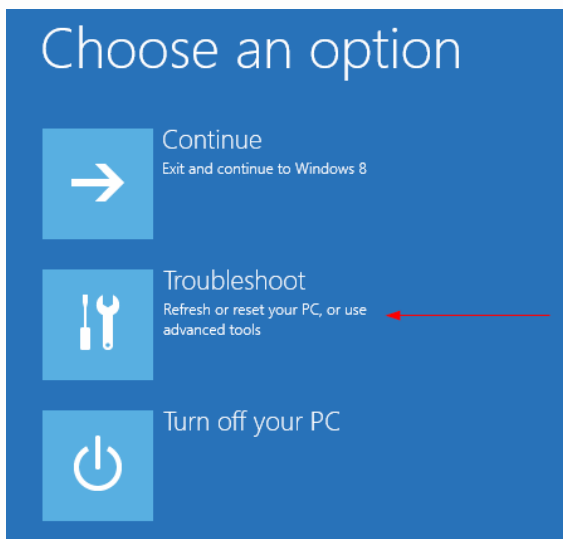 Choose an option
Continue
Exit and continue to Windows 8
Troubleshoot
Refresh or reset your PC, or use
advanced tools
Turn off your PC